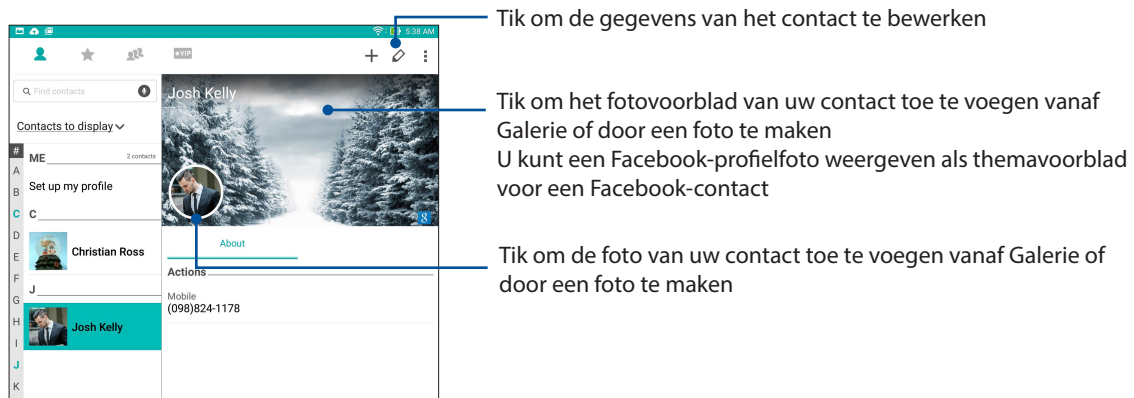 5:38 AM
Tik om de gegevens van het contact te bewerken
★VIP
Find contacts
Josh Kelly
Tik om het fotovoorblad van uw contact toe te voegen vanaf
Galerie of door een foto te maken
U kunt een Facebook-profielfoto weergeven als themavoorblad
voor een Facebook-contact
Contacts to display
#
ME
2 contacts
A
B
Set up my profile
C
C
D
E
Christian Ross
F
J
G
H
Josh Kelly
I
J
K
8
About
Tik om de foto van uw contact toe te voegen vanaf Galerie of
door een foto te maken
Actions
Mobile
(098)824-1178